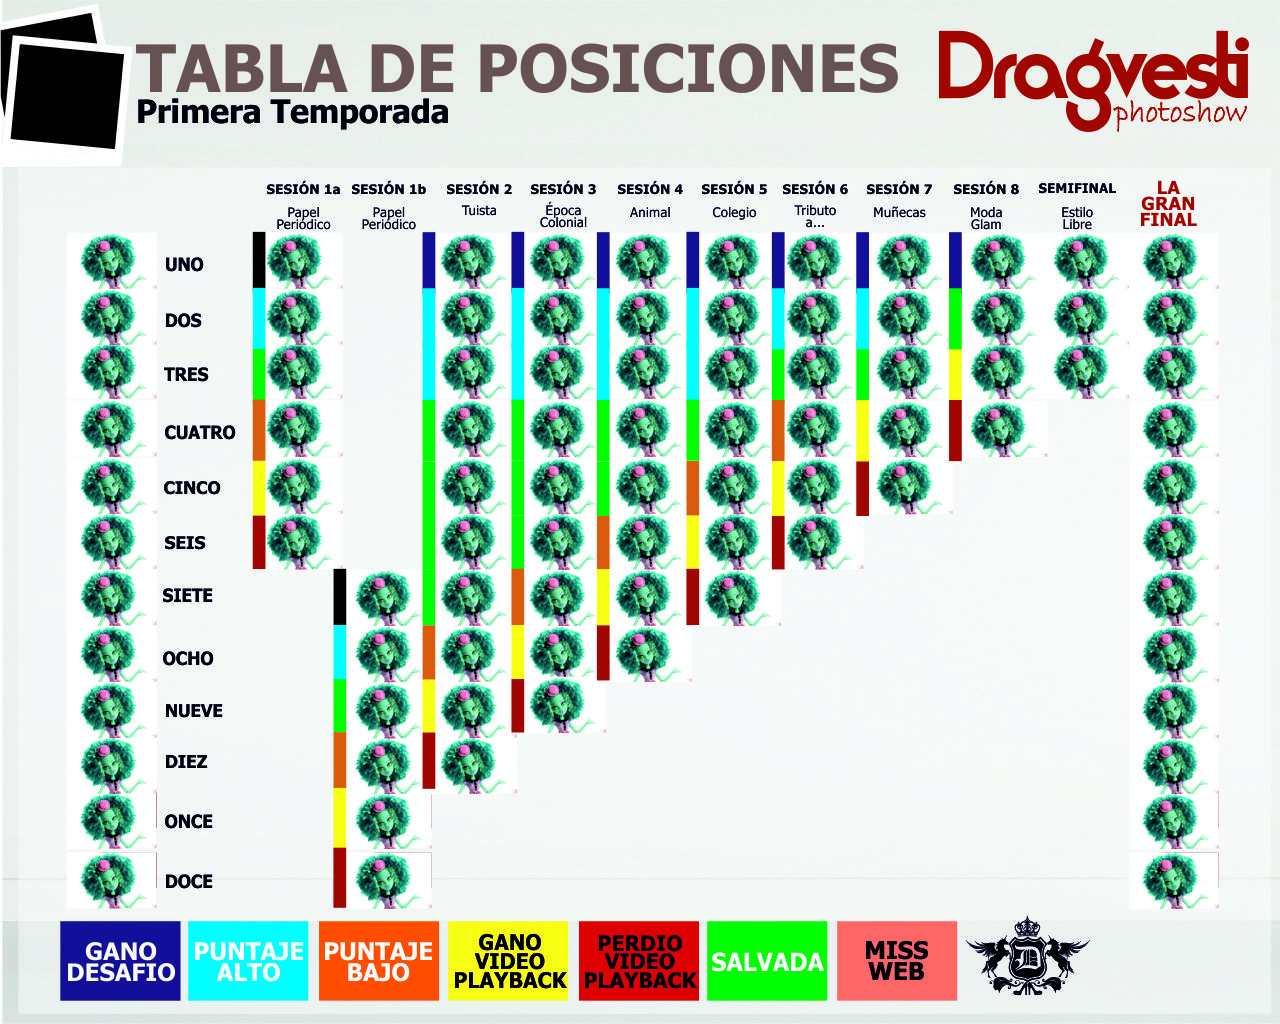 TABLA DE POSICIONES
Primera Temporada
Dragvesti
photoshow
SESIÓN 1a
SESIÓN 1b
SESIÓN 2
SESIÓN 3
SESIÓN 4
SESIÓN 5
SESIÓN 6
SESIÓN 7
SESIÓN 8
SEMIFINAL
LA
GRAN
FINAL
Papel
Periódico
Papel
Periódico
Tuista
Época
Colonial
Animal
Colegio
Tributo
a...
Muñecas
Moda
Glam
Estilo
Libre
UNO
DOS
TRES
CUATRO
CINCO
SEIS
SIETE
OCHO
NUEVE
DIEZ
ONCE
DOCE
GANO
DESAFIO
PUNTAJE
ALTO
PUNTAJE
BAJO
GANO
VIDEO
PLAYBACK
PERDIO
VIDEO
PLAYBACK
SALVADA
MISS
WEB
D